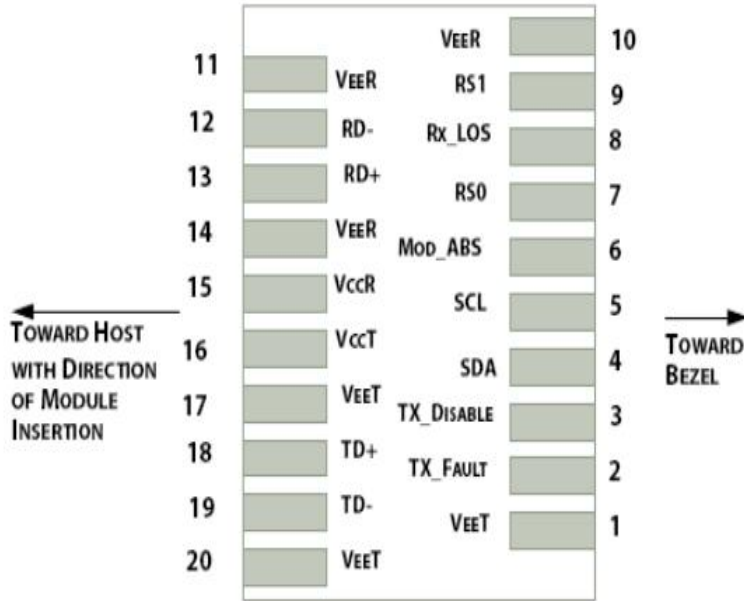 11 VEER
12 RD-
13 RD+
14 VEER
15 VCCR
16 VCCT
17 VEET
18 TD+
19 TD-
20 VEET
VEER 10
RS1 9
RX_LOS 8
RS0 7
MOD_ABS 6
SCL 5
SDA 4
TX_DISABLE 3
TX_FAULT 2
VEET 1
TOWARD HOST
WITH DIRECTION
OF MODULE
INSERTION
TOWARD
BEZEL